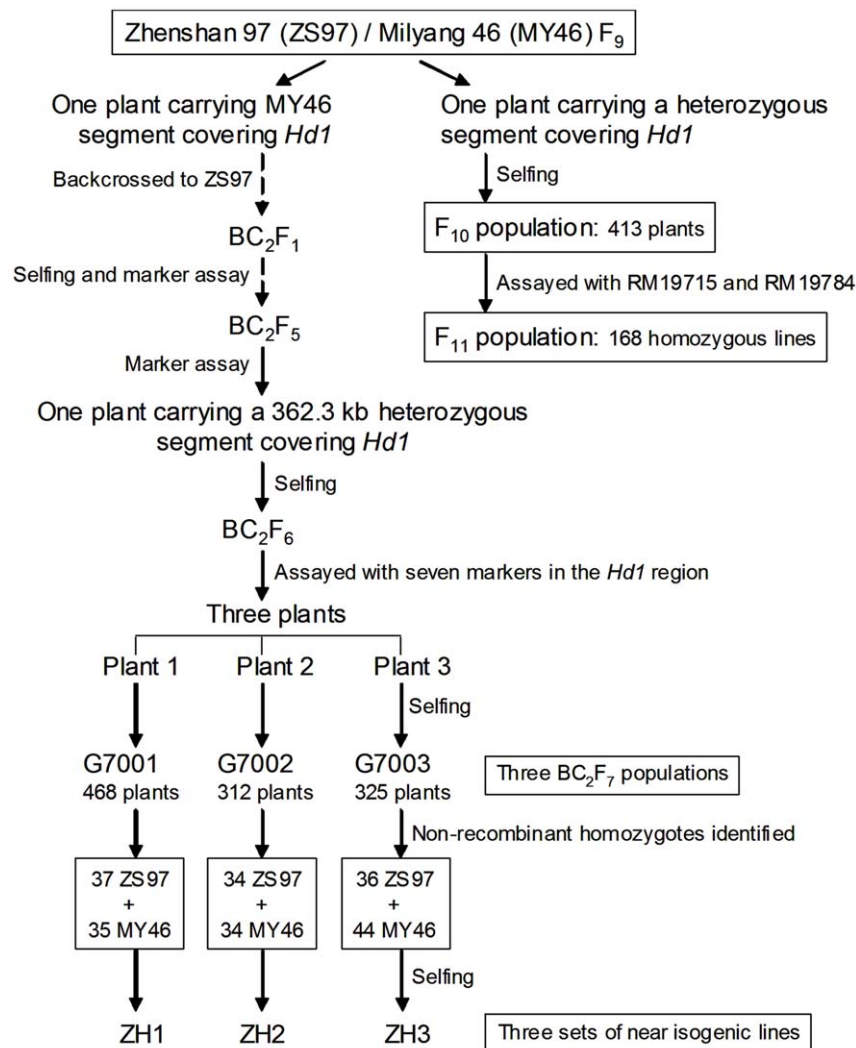 Zhenshan 97 (ZS97) / Milyang 46 (MY46) F₉
One plant carrying MY46
segment covering Hd1
One plant carrying a heterozygous
segment covering Hd1
Backcrossed to ZS97
Selfing
BC₂F₁
F₁₀ population: 413 plants
Selfing and marker assay
Assayed with RM19715 and RM19784
BC₂F₅
F₁₁ population: 168 homozygous lines
Marker assay
One plant carrying a 362.3 kb heterozygous
segment covering Hd1
Selfing
BC₂F₆
Assayed with seven markers in the Hd1 region
Three plants
Plant 1 Plant 2 Plant 3
Selfing
G7001 G7002 G7003
468 plants 312 plants 325 plants
Three BC₂F₇ populations
Non-recombinant homozygotes identified
37 ZS97
+
35 MY46
34 ZS97
+
34 MY46
36 ZS97
+
44 MY46
Selfing
ZH1 ZH2 ZH3
Three sets of near isogenic lines